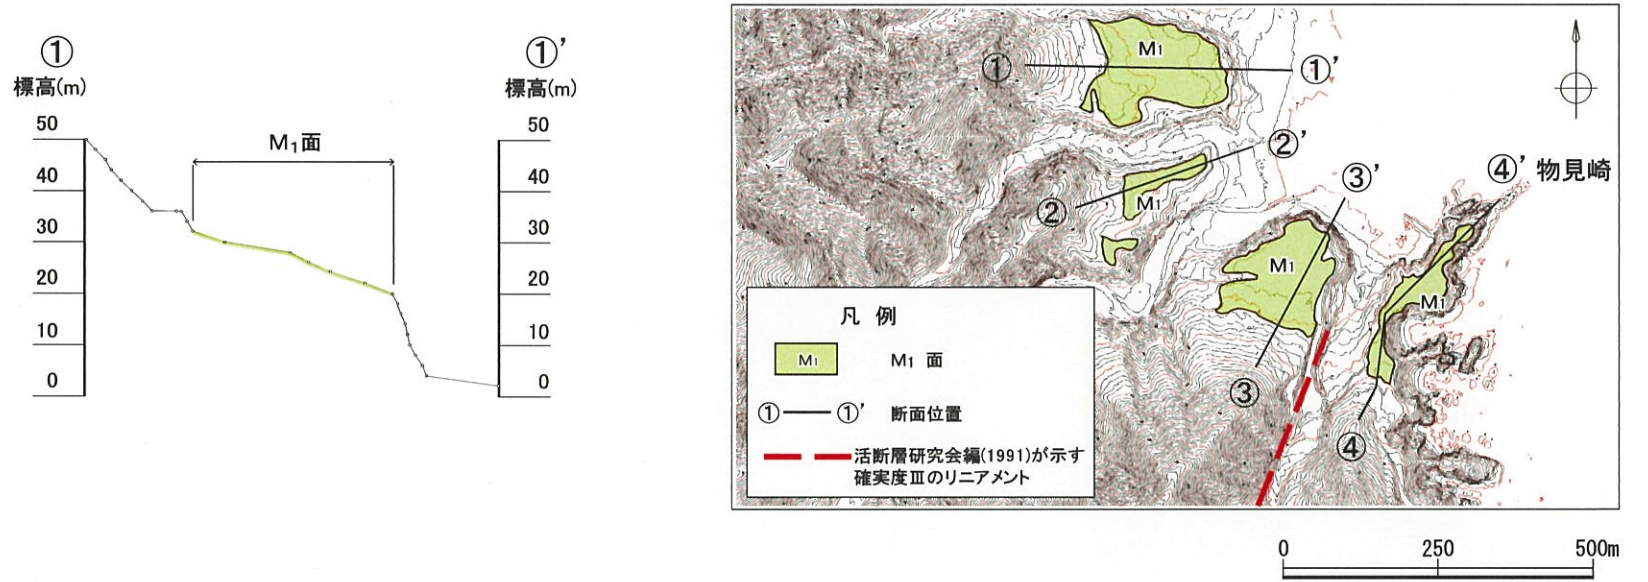 ①
標高(m)
50
40
30
20
10
0
M₁面
①’
標高(m)
50
40
30
20
10
0
① M₁ ①’
②’
② M₁
③’
④’ 物見崎
M₁
M₁
③
④
凡 例
M₁ M₁ 面
① ①’ 断面位置
活断層研究会編(1991)が示す
確実度Ⅲのリニアメント
0 250 500m